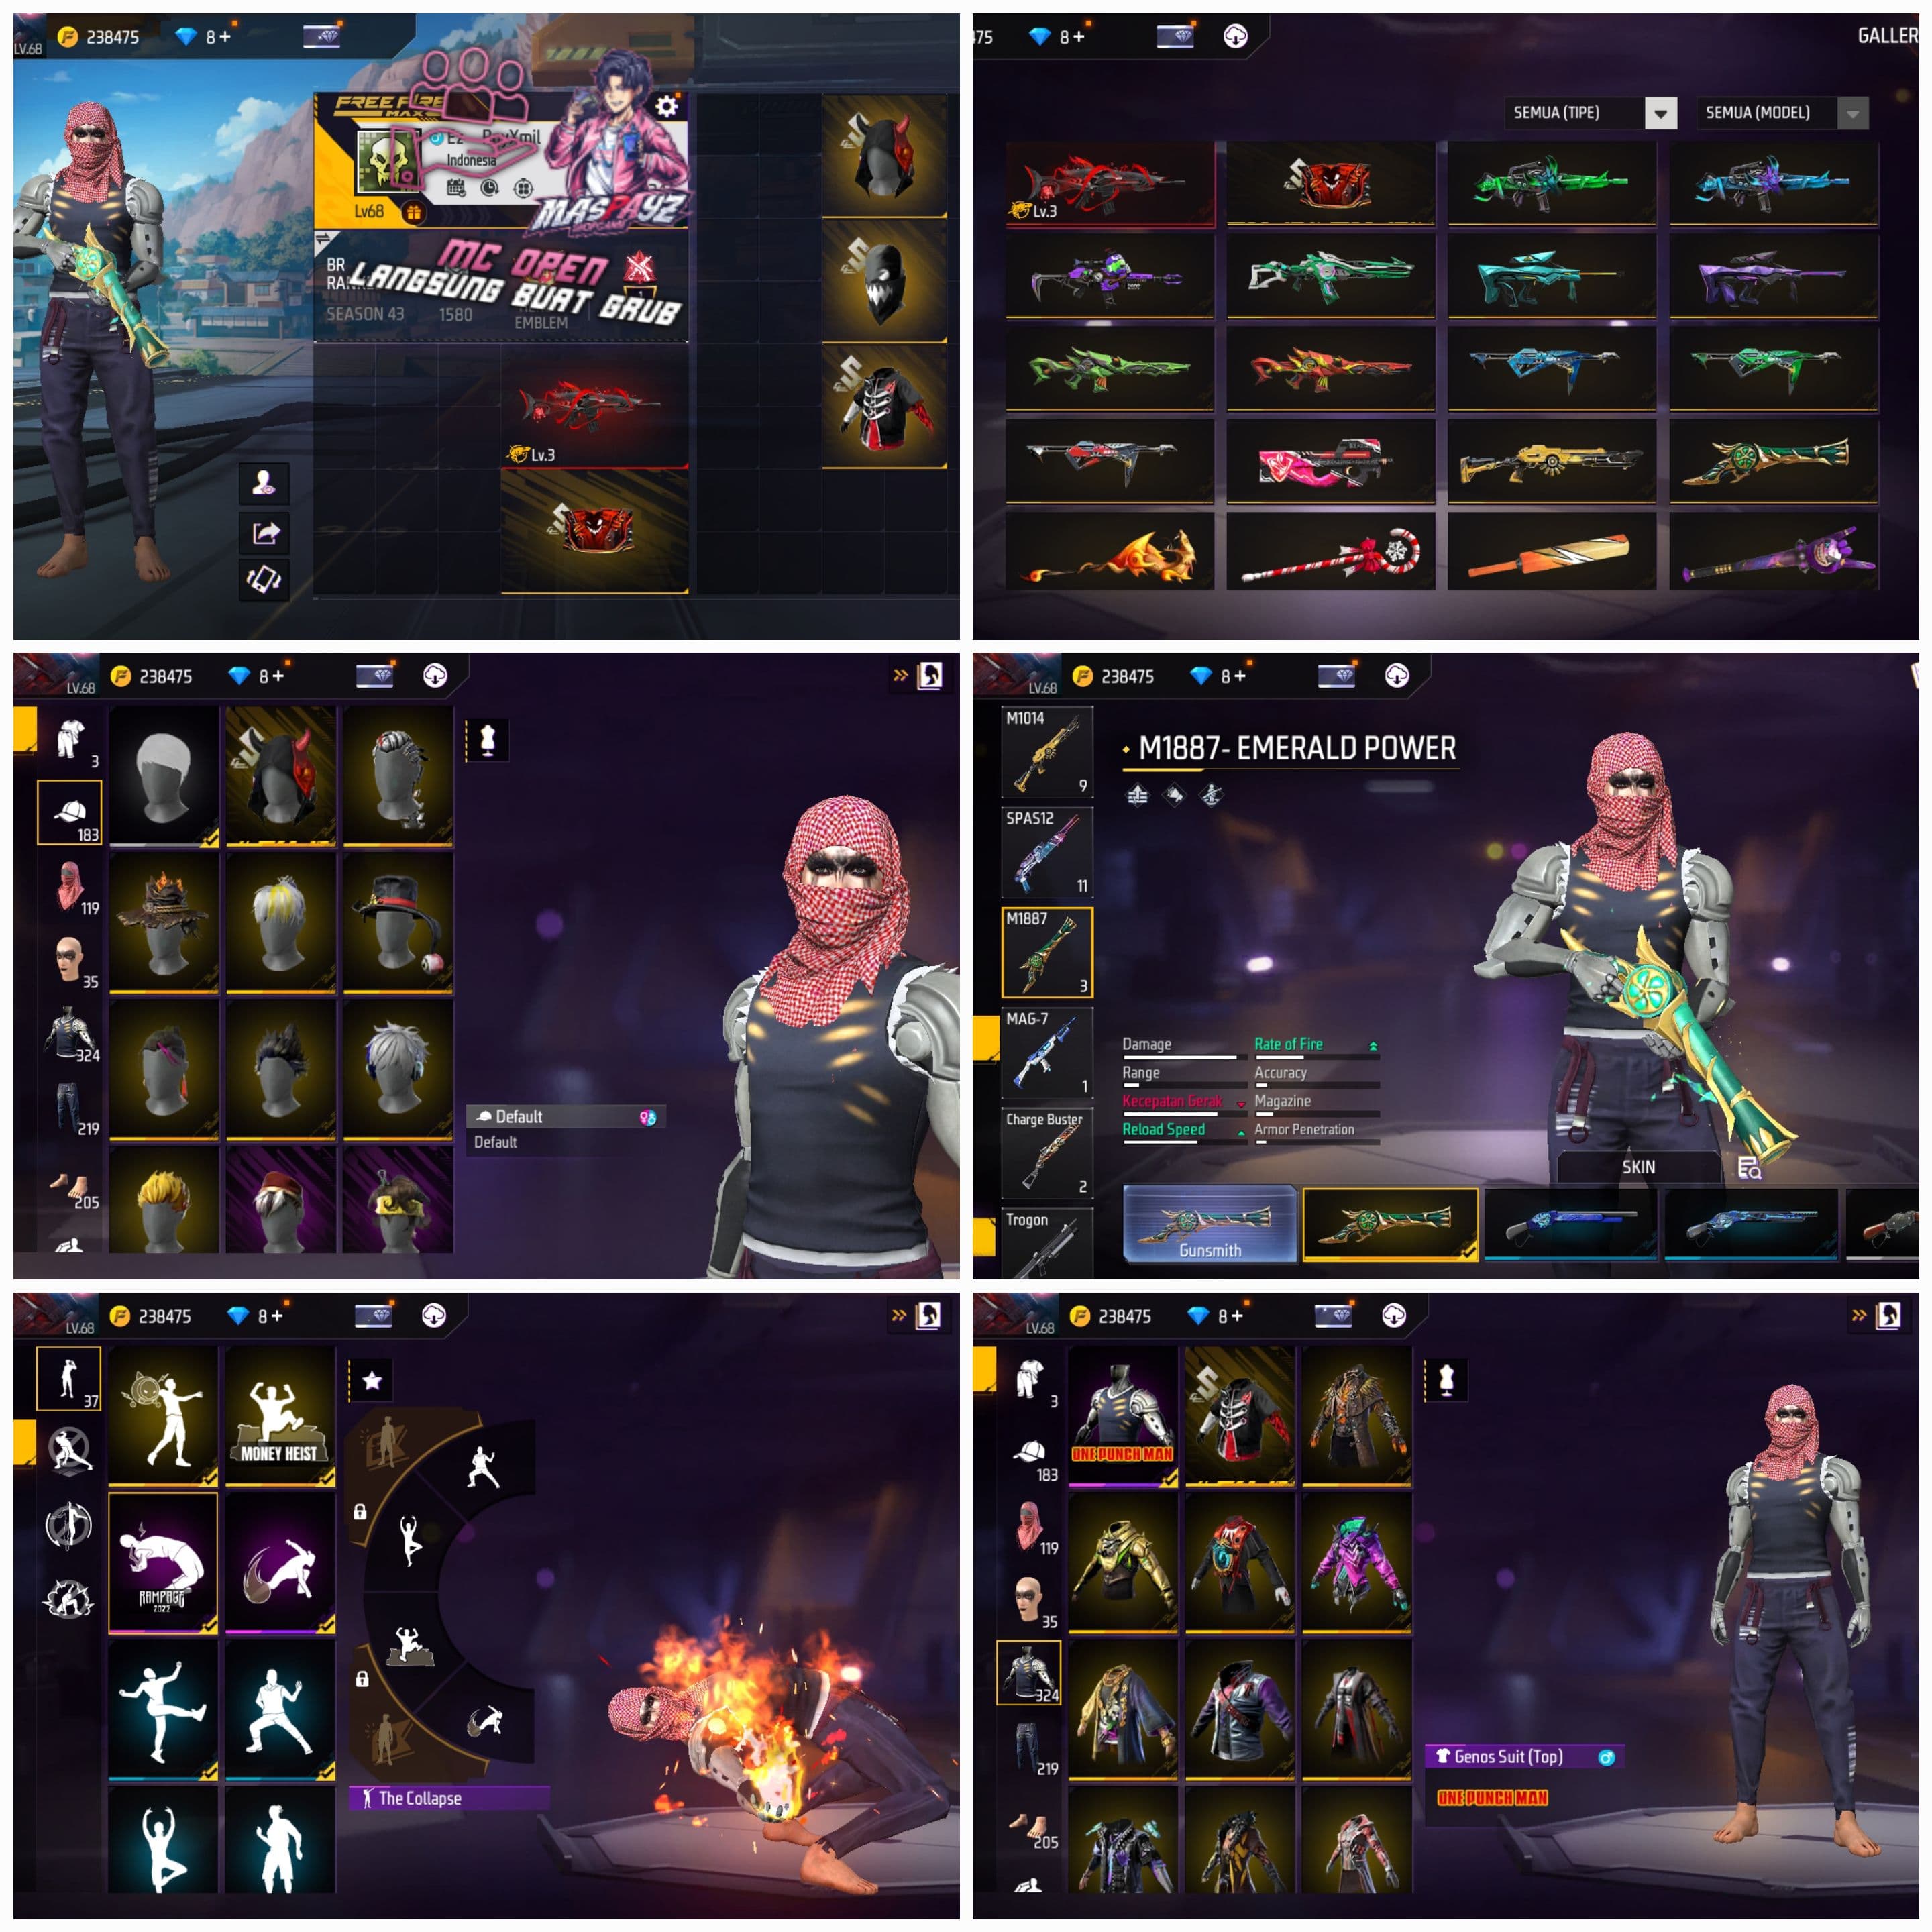 LV.68
238475
8+
FREE FIRE
MAX
Indonesia
Lv68
MASPAYZ
MC OPEN
LANGSUNG BUAT GRUB
BR
SEASON 43
1580
EMBLEM
Lv.3
75
8+
GALLER
SEMUA (TIPE)
SEMUA (MODEL)
Lv.3
LV.68
238475
8+
3
183
119
35
324
219
205
Default
Default
LV.68
238475
8+
M1014
9
SPAS12
11
M1887
3
MAG-7
1
Charge Buster
2
Trogon
M1887- EMERALD POWER
Damage
Rate of Fire
Range
Accuracy
Kecepatan Gerak
Magazine
Reload Speed
Armor Penetration
SKIN
Gunsmith
LV.68
238475
8+
37
MONEY HEIST
RAMPAGE
2022
The Collapse
LV.68
238475
8+
3
183
119
35
324
219
205
ONE PUNCH MAN
Genos Suit (Top)
ONE PUNCH MAN